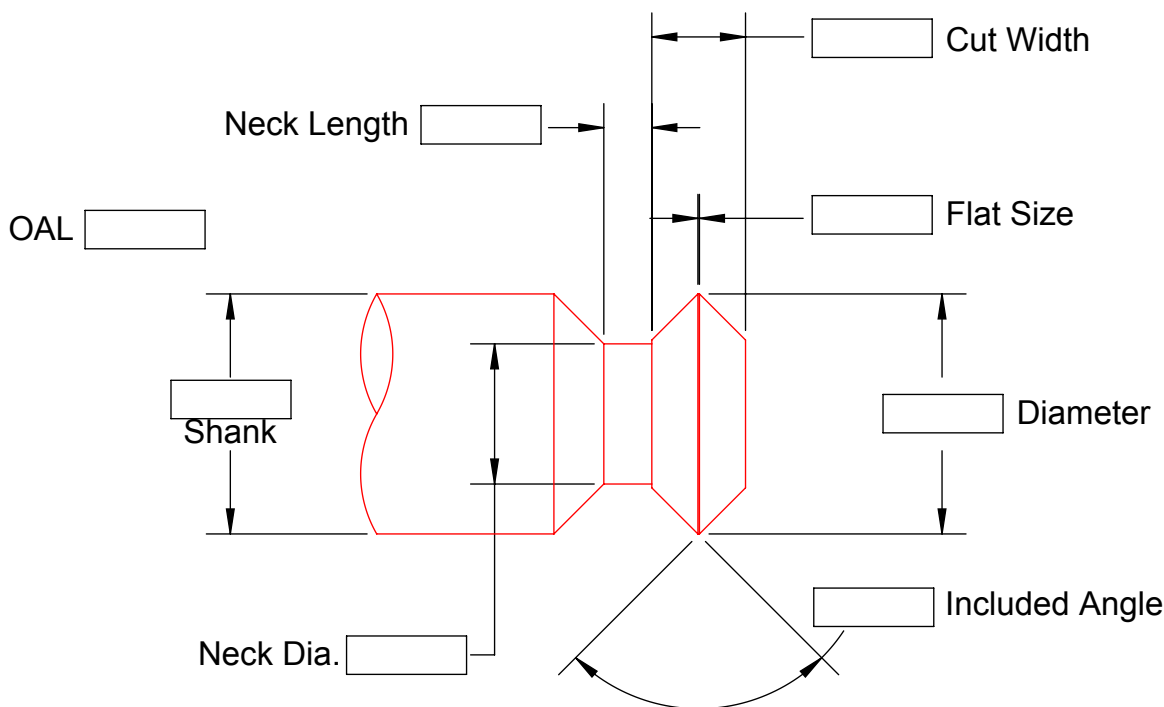 Cut Width
Neck Length
Flat Size
OAL
Shank
Diameter
Included Angle
Neck Dia.